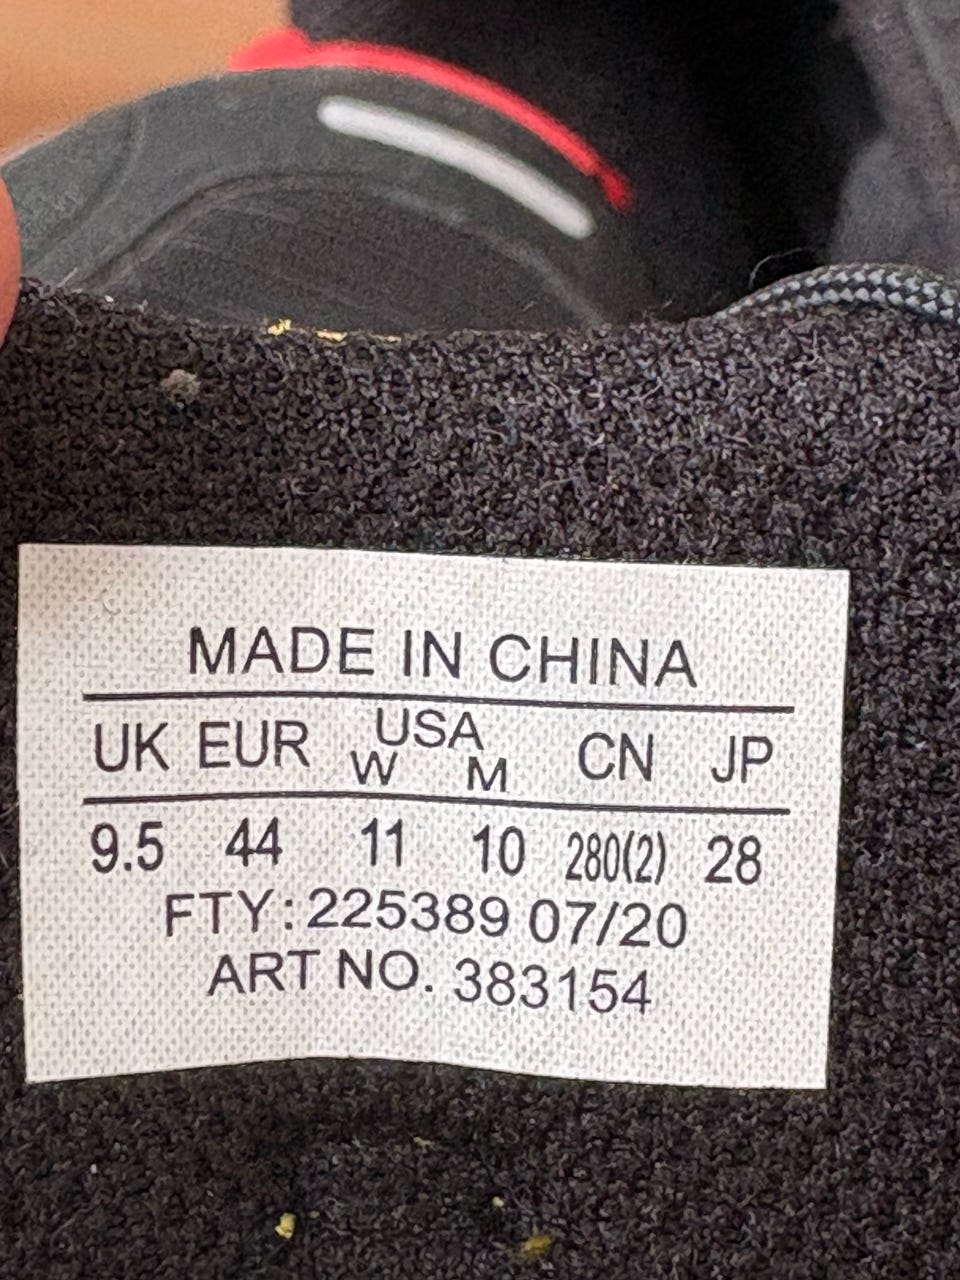 MADE IN CHINA
UK EUR USA CN JP
W M
9.5 44 11 10 280(2) 28
FTY: 225389 07/20
ART NO. 383154